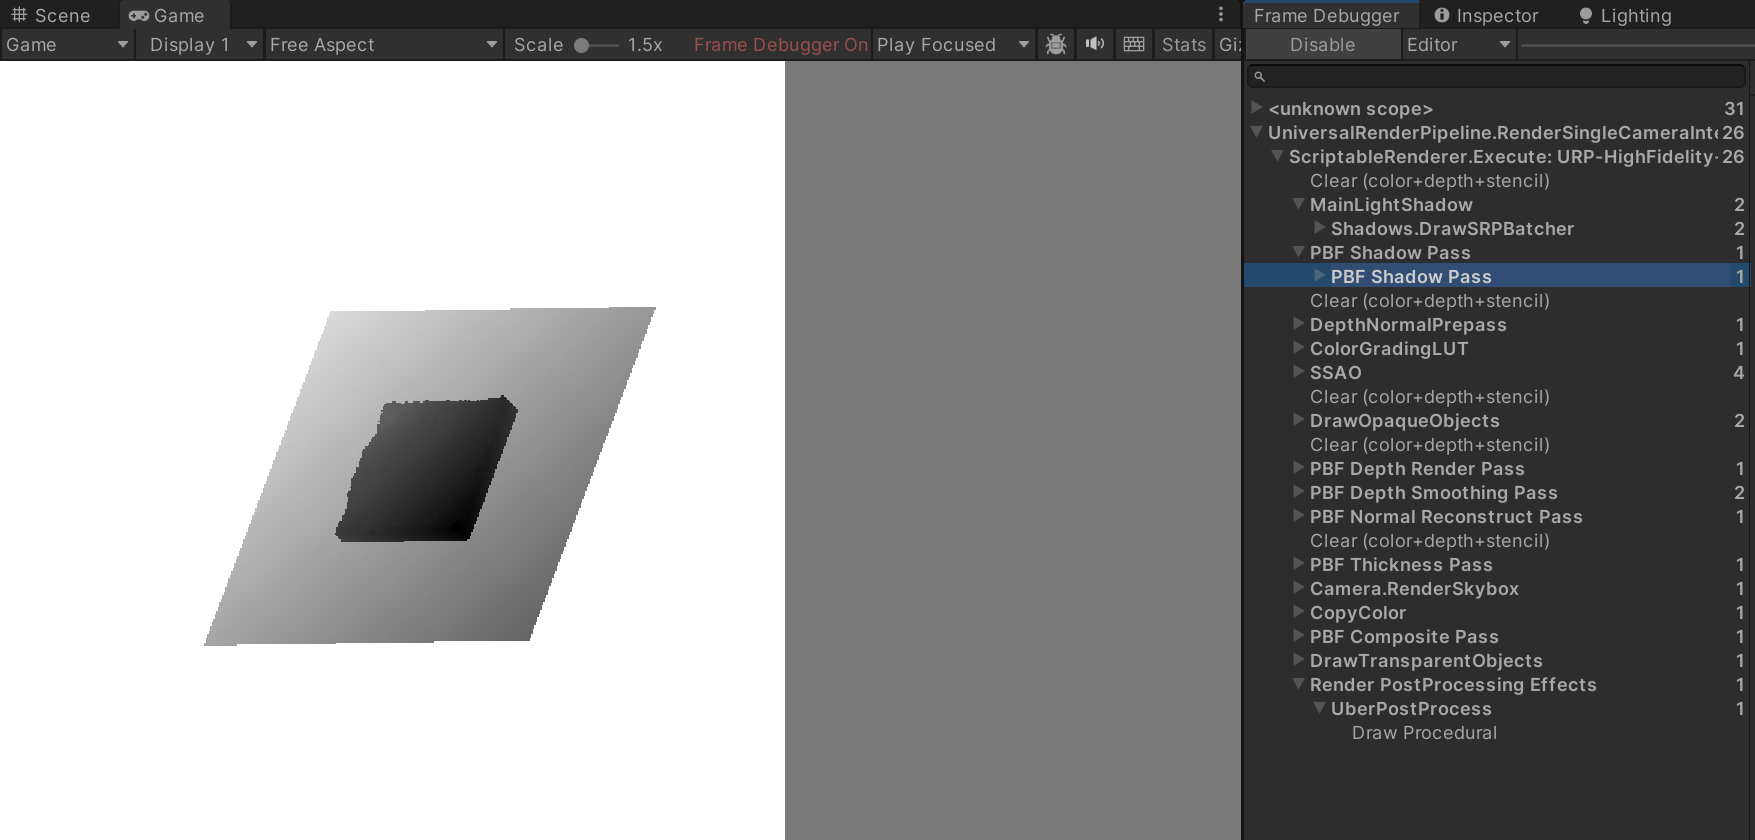 Scene Game Frame Debugger Inspector Lighting
Game Display 1 Free Aspect Scale 1.5x Frame Debugger On Play Focused Stats Giz Disable Editor
<unknown scope> 31
UniversalRenderPipeline.RenderSingleCameraInte 26
ScriptableRenderer.Execute: URP-HighFidelity- 26
Clear (color+depth+stencil)
MainLightShadow 2
Shadows.DrawSRPBatcher 2
PBF Shadow Pass 1
PBF Shadow Pass 1
Clear (color+depth+stencil)
DepthNormalPrepass 1
ColorGradingLUT 1
SSAO 4
Clear (color+depth+stencil)
DrawOpaqueObjects 2
Clear (color+depth+stencil)
PBF Depth Render Pass 1
PBF Depth Smoothing Pass 2
PBF Normal Reconstruct Pass 1
Clear (color+depth+stencil)
PBF Thickness Pass 1
Camera.RenderSkybox 1
CopyColor 1
PBF Composite Pass 1
DrawTransparentObjects 1
Render PostProcessing Effects 1
UberPostProcess 1
Draw Procedural